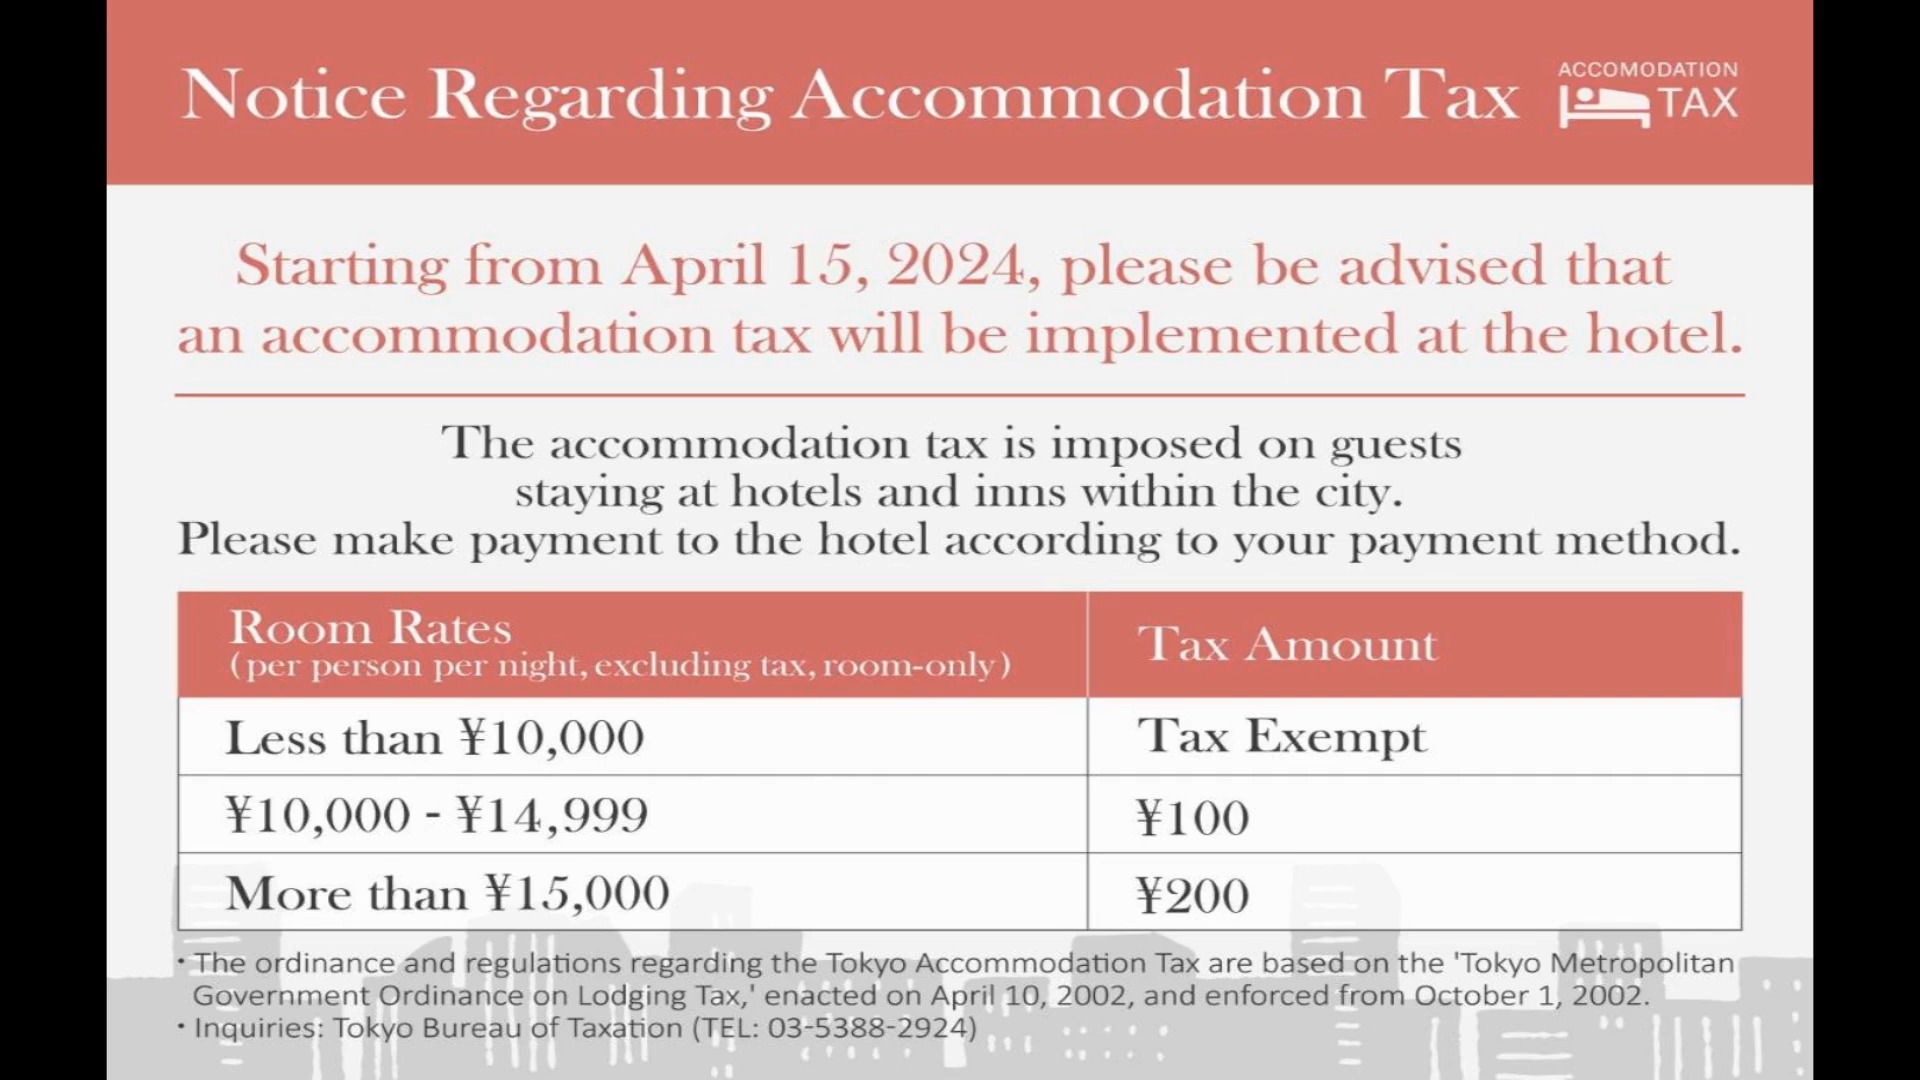 Notice Regarding Accommodation Tax
ACCOMODATION
TAX
Starting from April 15, 2024, please be advised that
an accommodation tax will be implemented at the hotel.
The accommodation tax is imposed on guests
staying at hotels and inns within the city.
Please make payment to the hotel according to your payment method.
Room Rates
(per person per night, excluding tax, room-only)
Tax Amount
Less than ¥10,000
Tax Exempt
¥10,000 - ¥14,999
¥100
More than ¥15,000
¥200
・The ordinance and regulations regarding the Tokyo Accommodation Tax are based on the 'Tokyo Metropolitan
Government Ordinance on Lodging Tax,' enacted on April 10, 2002, and enforced from October 1, 2002.
・Inquiries: Tokyo Bureau of Taxation (TEL: 03-5388-2924)